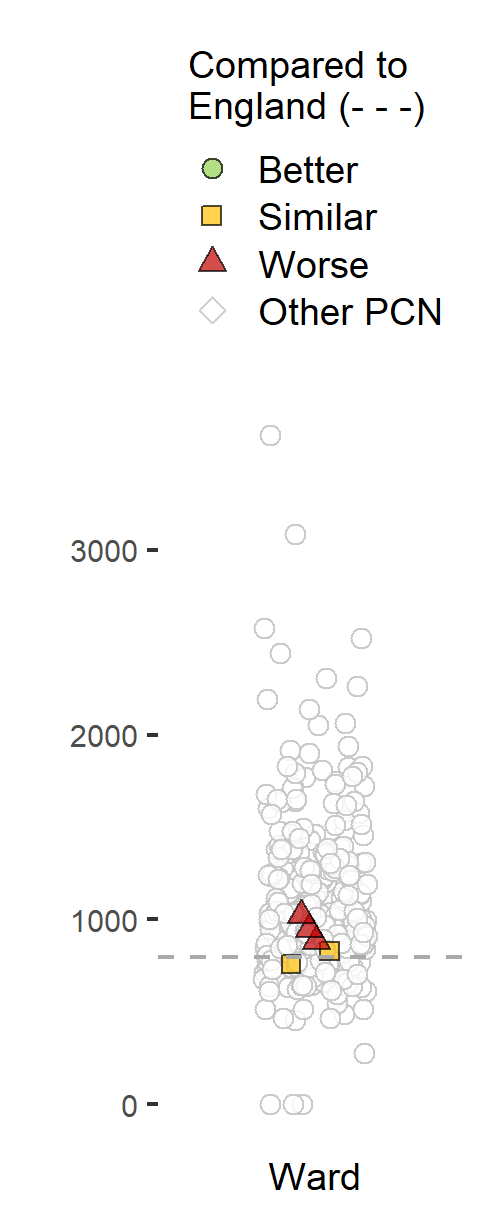 Compared to
England (- - -)
Better
Similar
Worse
Other PCN
3000
2000
1000
0
Ward